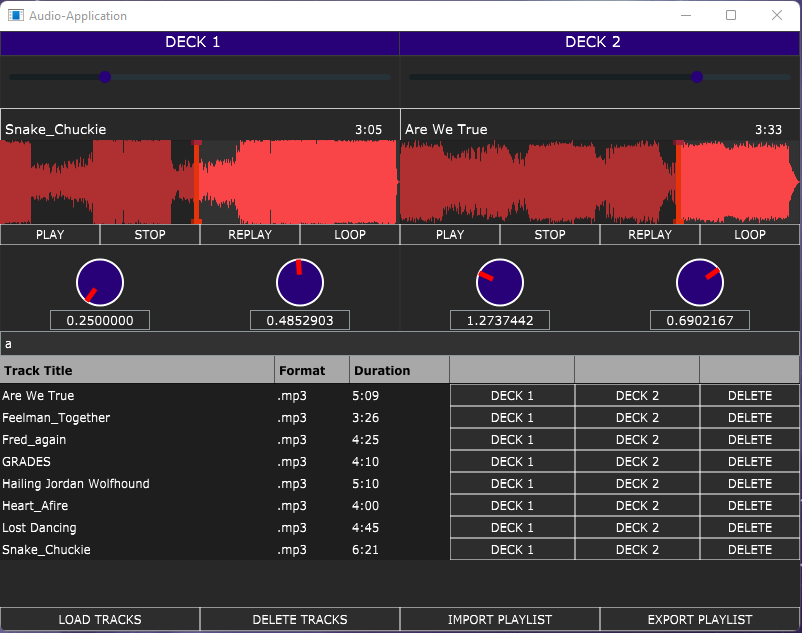 Audio-Application
DECK 1 DECK 2
Snake_Chuckie 3:05 Are We True 3:33
PLAY STOP REPLAY LOOP PLAY STOP REPLAY LOOP
0.2500000 0.4852903 1.2737442 0.6902167
a
Track Title Format Duration
Are We True .mp3 5:09 DECK 1 DECK 2 DELETE
Feelman_Together .mp3 3:26 DECK 1 DECK 2 DELETE
Fred_again .mp3 4:25 DECK 1 DECK 2 DELETE
GRADES .mp3 4:10 DECK 1 DECK 2 DELETE
Hailing Jordan Wolfhound .mp3 5:10 DECK 1 DECK 2 DELETE
Heart_Afire .mp3 4:00 DECK 1 DECK 2 DELETE
Lost Dancing .mp3 4:45 DECK 1 DECK 2 DELETE
Snake_Chuckie .mp3 6:21 DECK 1 DECK 2 DELETE
LOAD TRACKS DELETE TRACKS IMPORT PLAYLIST EXPORT PLAYLIST